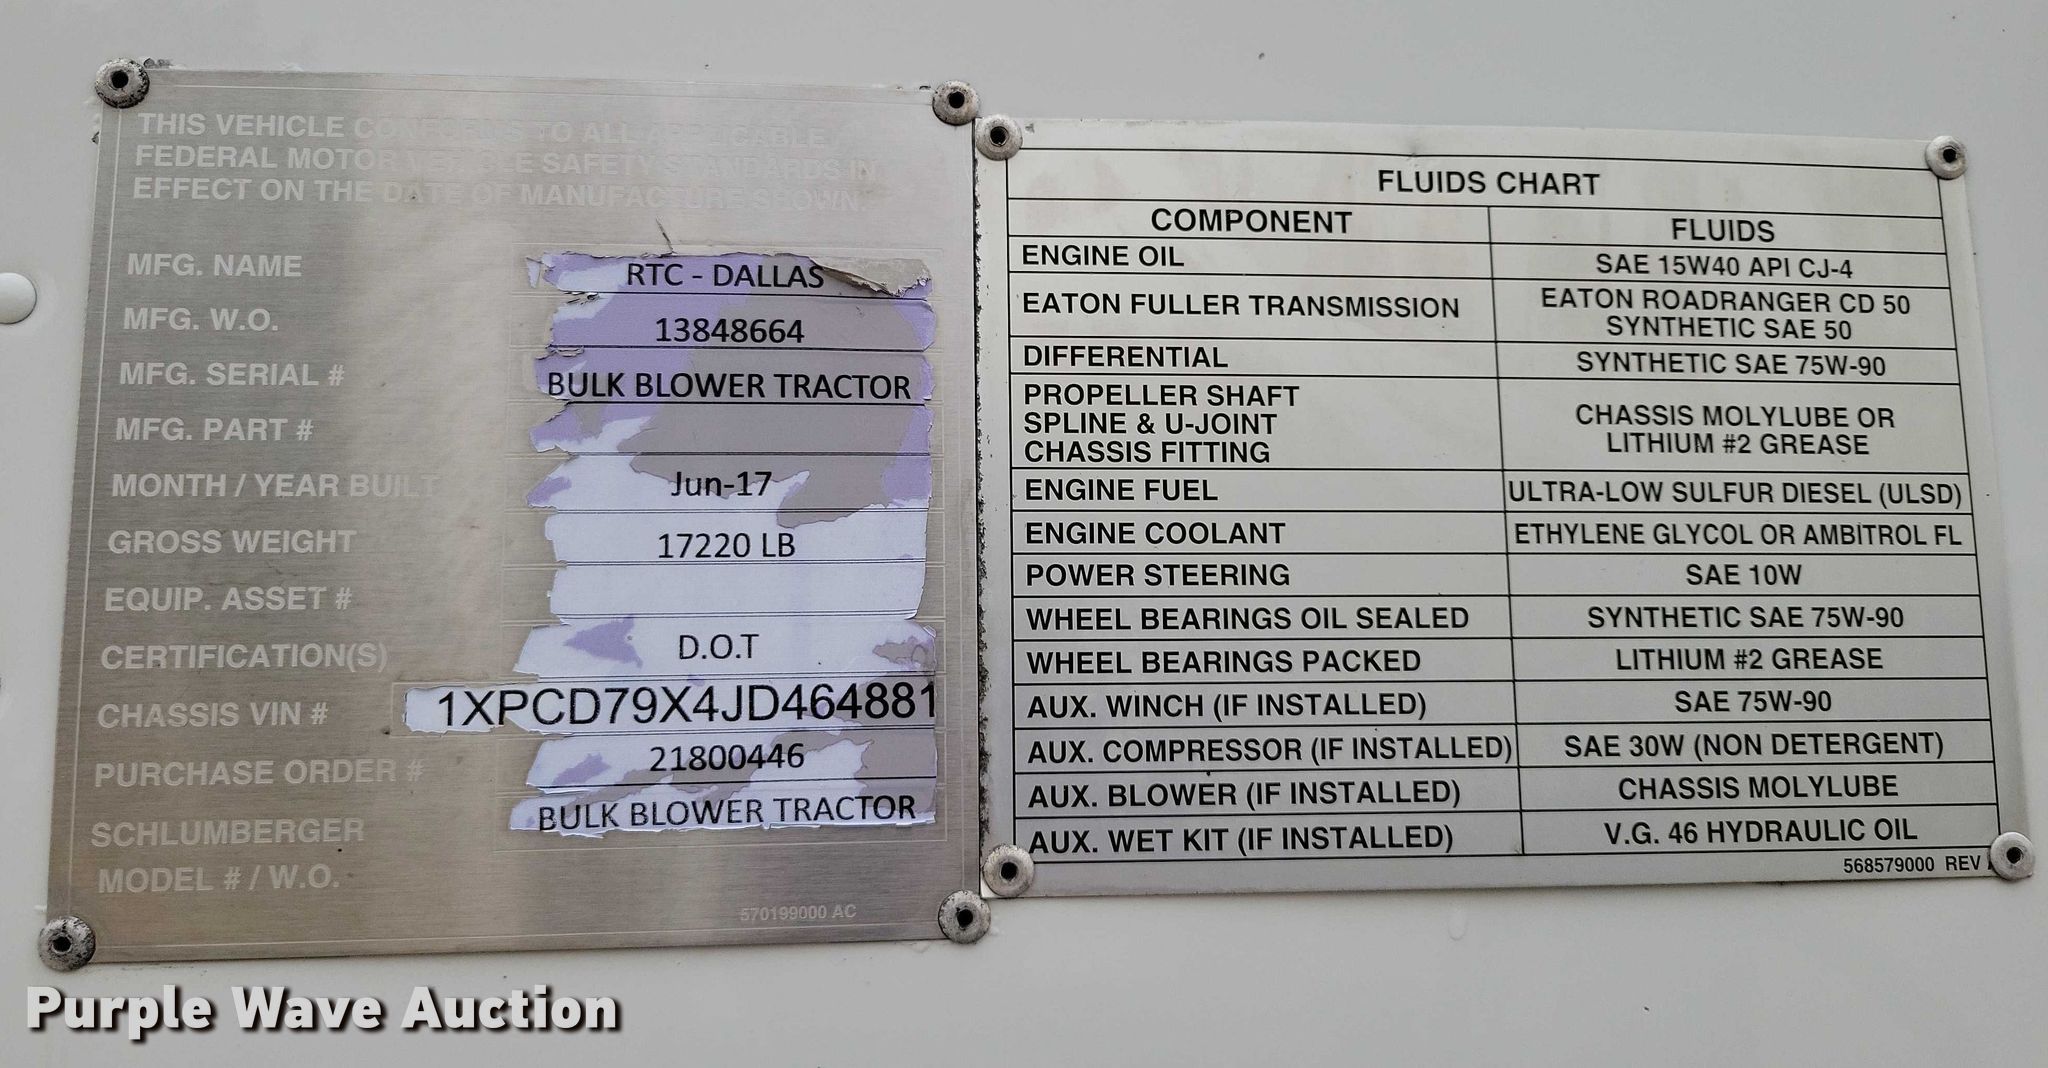 THIS VEHICLE CONFORMS TO ALL APPLICABLE
FEDERAL MOTOR VEHICLE SAFETY STANDARDS IN
EFFECT ON THE DATE OF MANUFACTURE SHOWN.
MFG. NAME RTC - DALLAS
MFG. W.O. 13848664
MFG. SERIAL # BULK BLOWER TRACTOR
MFG. PART #
MONTH / YEAR BUILT Jun-17
GROSS WEIGHT 17220 LB
EQUIP. ASSET #
CERTIFICATION(S) D.O.T
CHASSIS VIN # 1XPCD79X4JD464881
PURCHASE ORDER # 21800446
SCHLUMBERGER BULK BLOWER TRACTOR
MODEL # / W.O.
570199000 AC
FLUIDS CHART
COMPONENT FLUIDS
ENGINE OIL SAE 15W40 API CJ-4
EATON FULLER TRANSMISSION EATON ROADRANGER CD 50
SYNTHETIC SAE 50
DIFFERENTIAL SYNTHETIC SAE 75W-90
PROPELLER SHAFT
SPLINE & U-JOINT CHASSIS MOLYLUBE OR
CHASSIS FITTING LITHIUM #2 GREASE
ENGINE FUEL ULTRA-LOW SULFUR DIESEL (ULSD)
ENGINE COOLANT ETHYLENE GLYCOL OR AMBITROL FL
POWER STEERING SAE 10W
WHEEL BEARINGS OIL SEALED SYNTHETIC SAE 75W-90
WHEEL BEARINGS PACKED LITHIUM #2 GREASE
AUX. WINCH (IF INSTALLED) SAE 75W-90
AUX. COMPRESSOR (IF INSTALLED) SAE 30W (NON DETERGENT)
AUX. BLOWER (IF INSTALLED) CHASSIS MOLYLUBE
AUX. WET KIT (IF INSTALLED) V.G. 46 HYDRAULIC OIL
568579000 REV
Purple Wave Auction